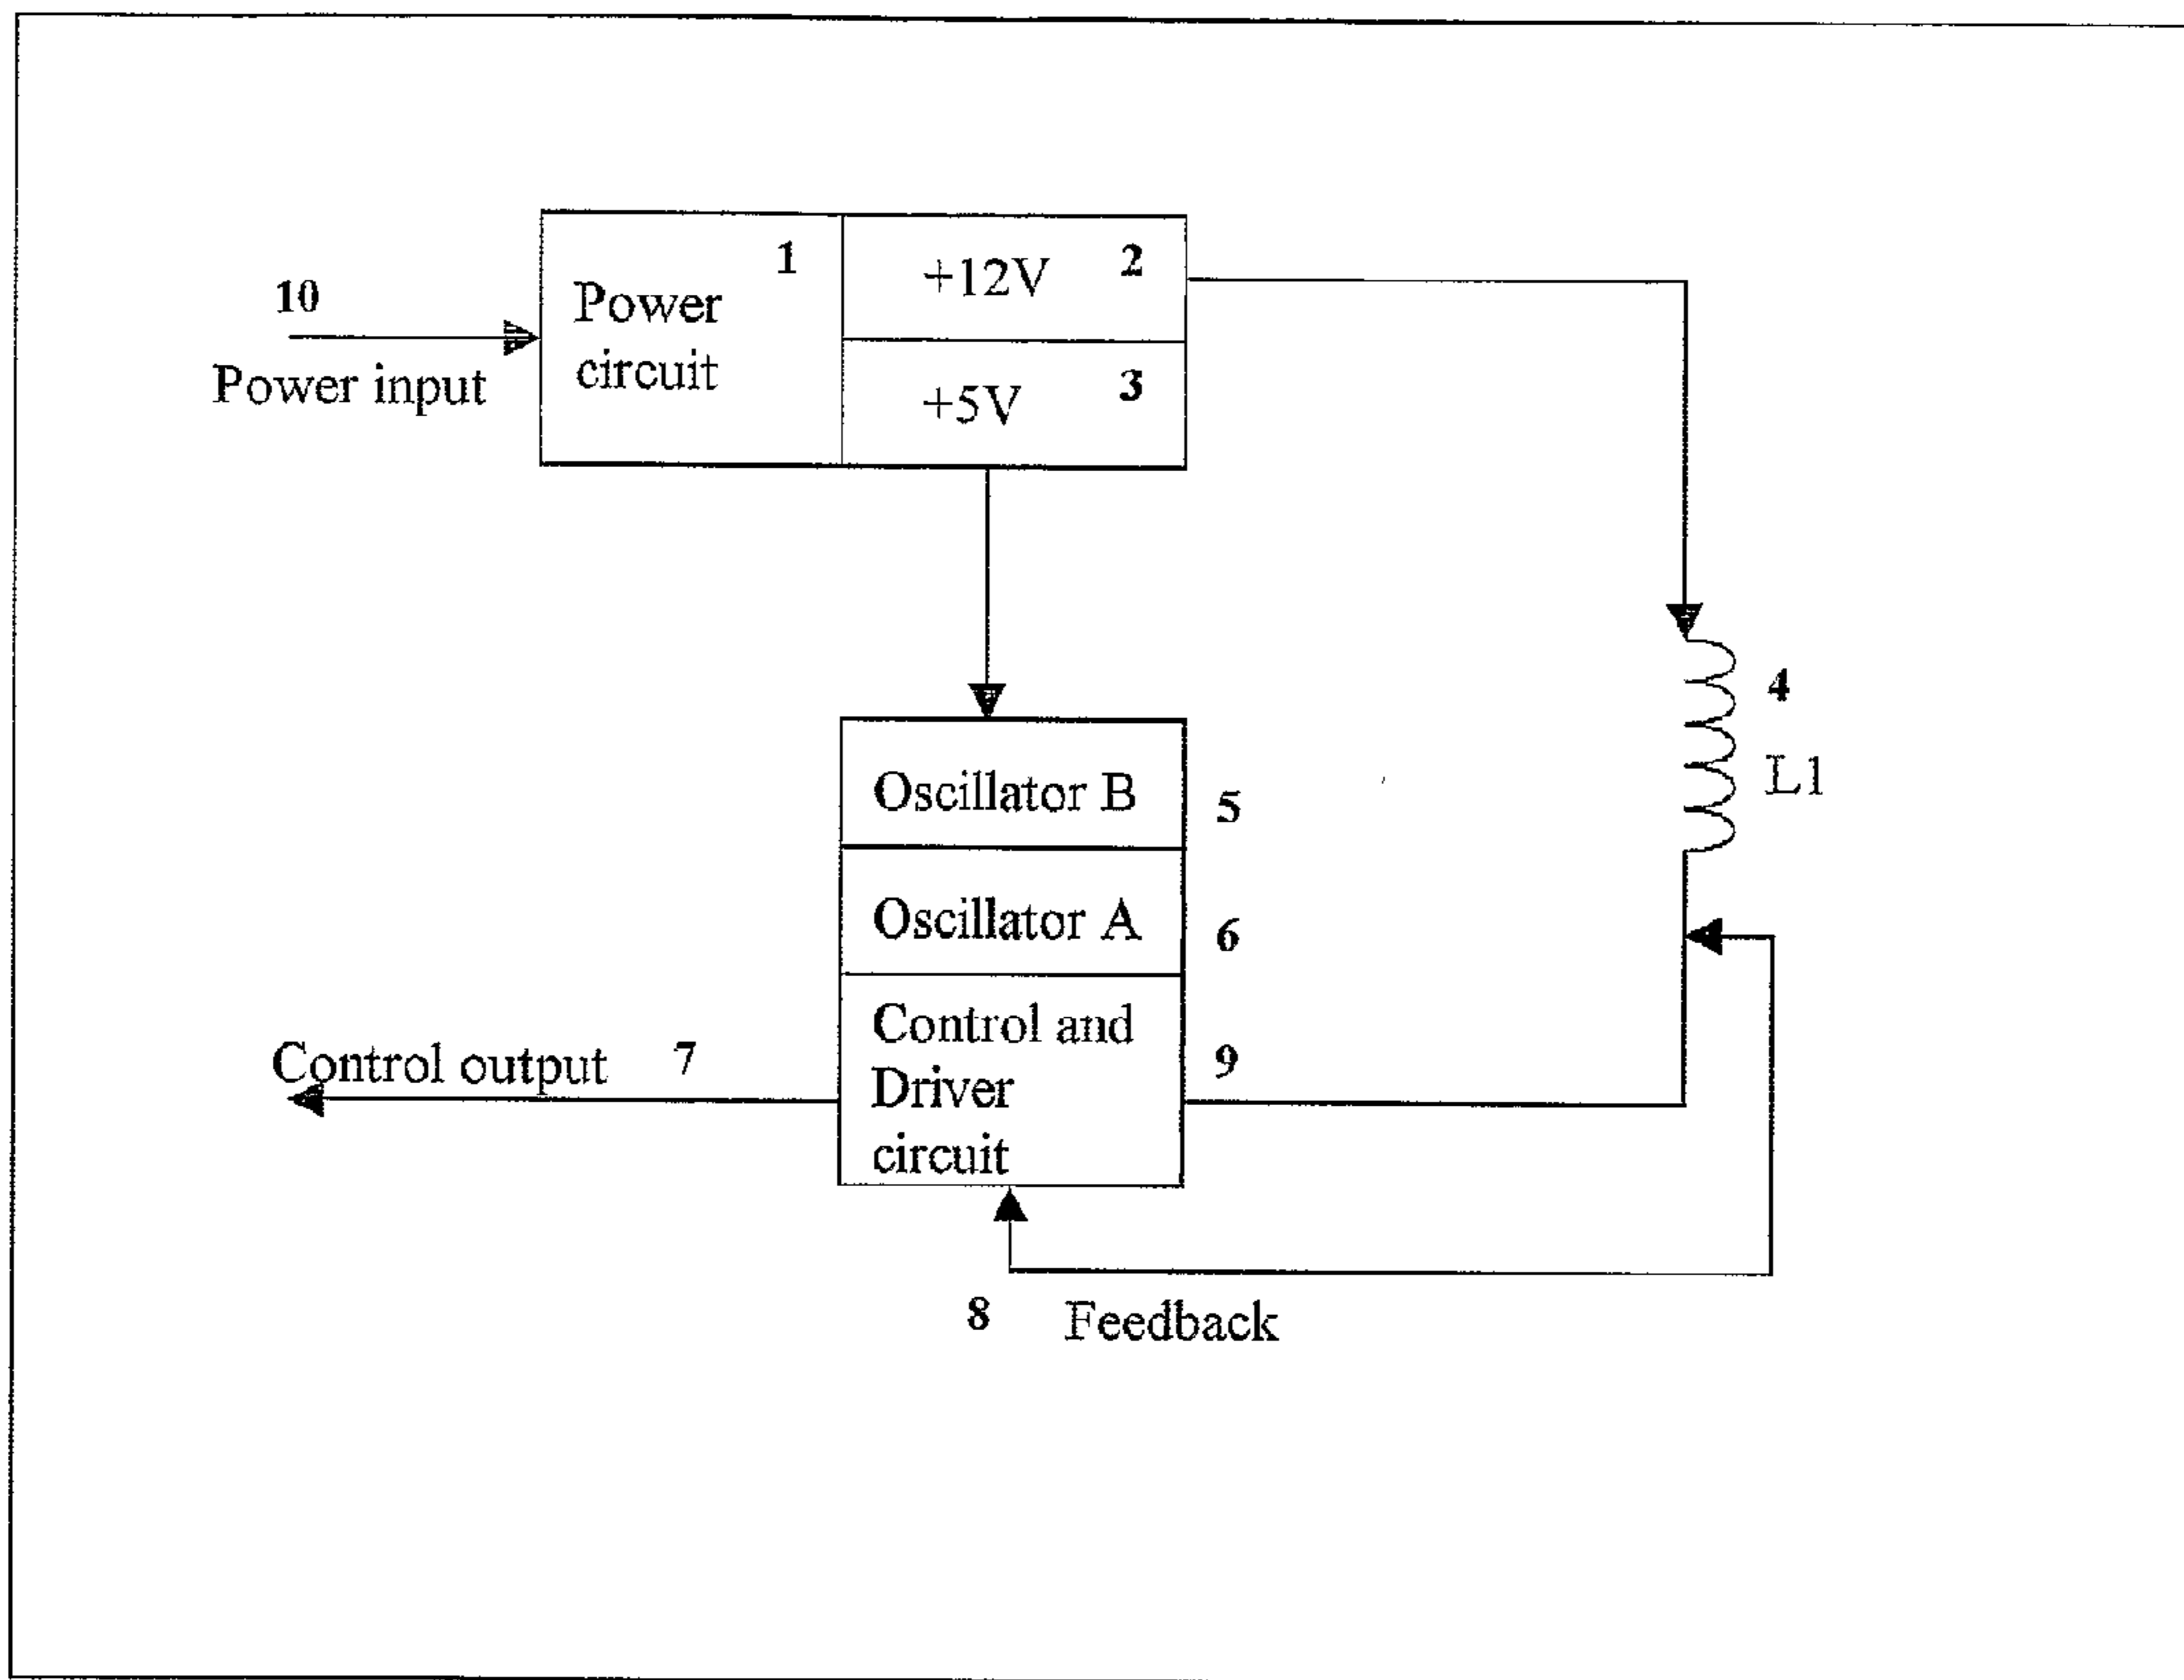 10
Power input
Power
circuit
1
+12V
2
+5V
3
4
L1
Oscillator B
5
Oscillator A
6
Control and
Driver
circuit
9
Control output
7
8
Feedback